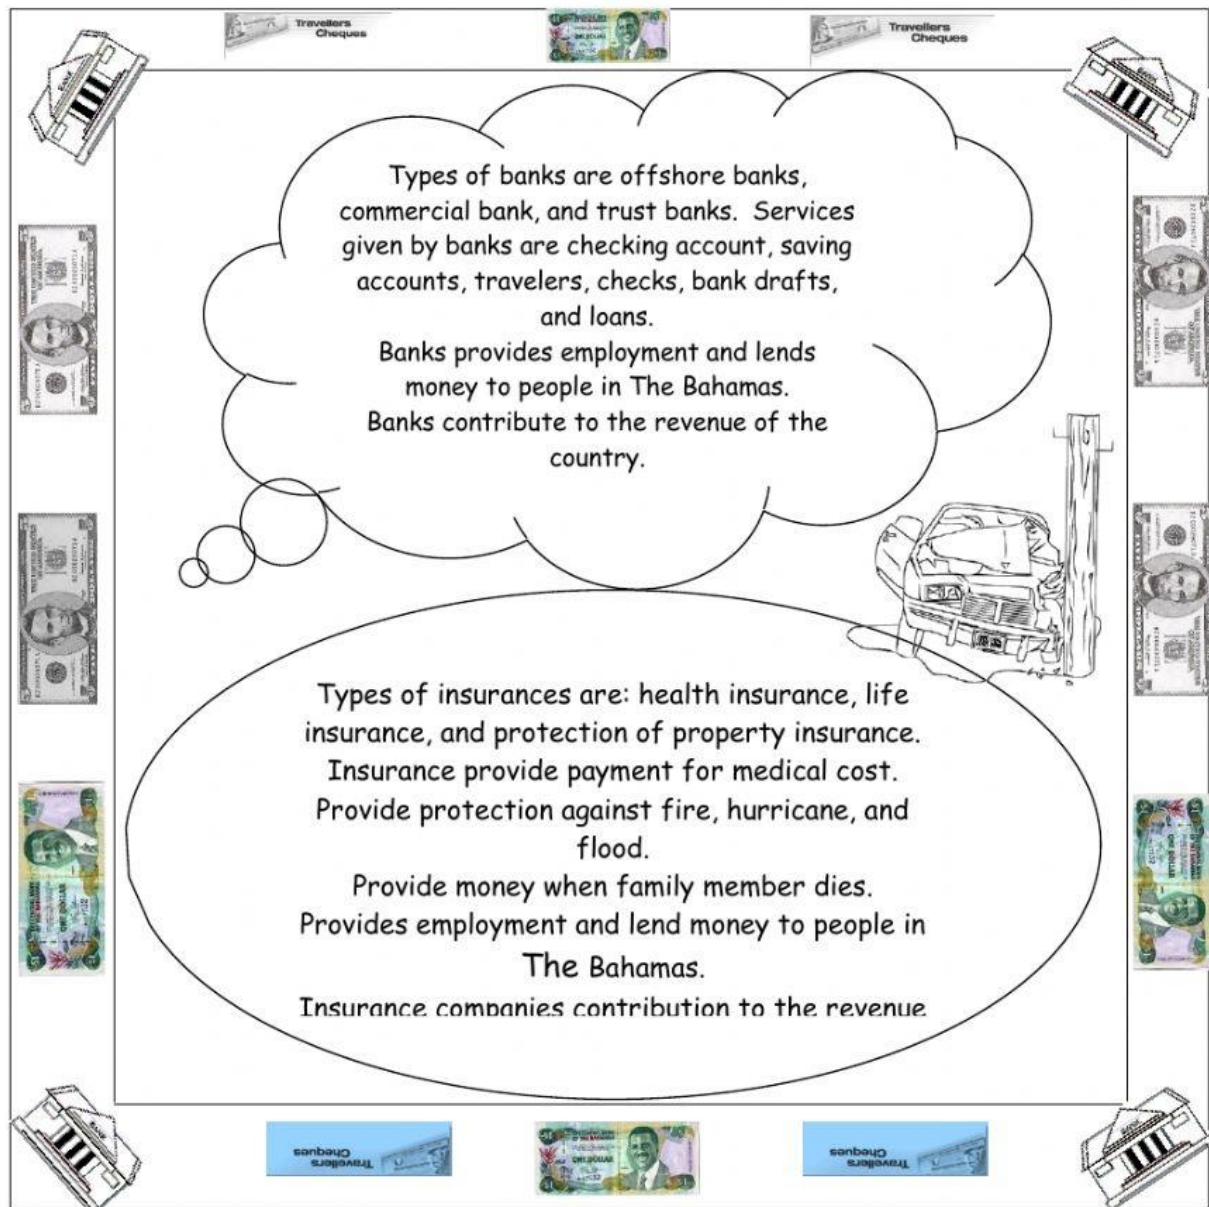 Travellers
Cheques
Travellers
Cheques
Types of banks are offshore banks,
commercial bank, and trust banks.  Services
given by banks are checking account, saving
accounts, travelers, checks, bank drafts,
and loans.
Banks provides employment and lends
money to people in The Bahamas.
Banks contribute to the revenue of the
country.
Types of insurances are: health insurance, life
insurance, and protection of property insurance.
Insurance provide payment for medical cost.
Provide protection against fire, hurricane, and
flood.
Provide money when family member dies.
Provides employment and lend money to people in
The Bahamas.
Insurance companies contribution to the revenue
Travellers
Cheques
Travellers
Cheques